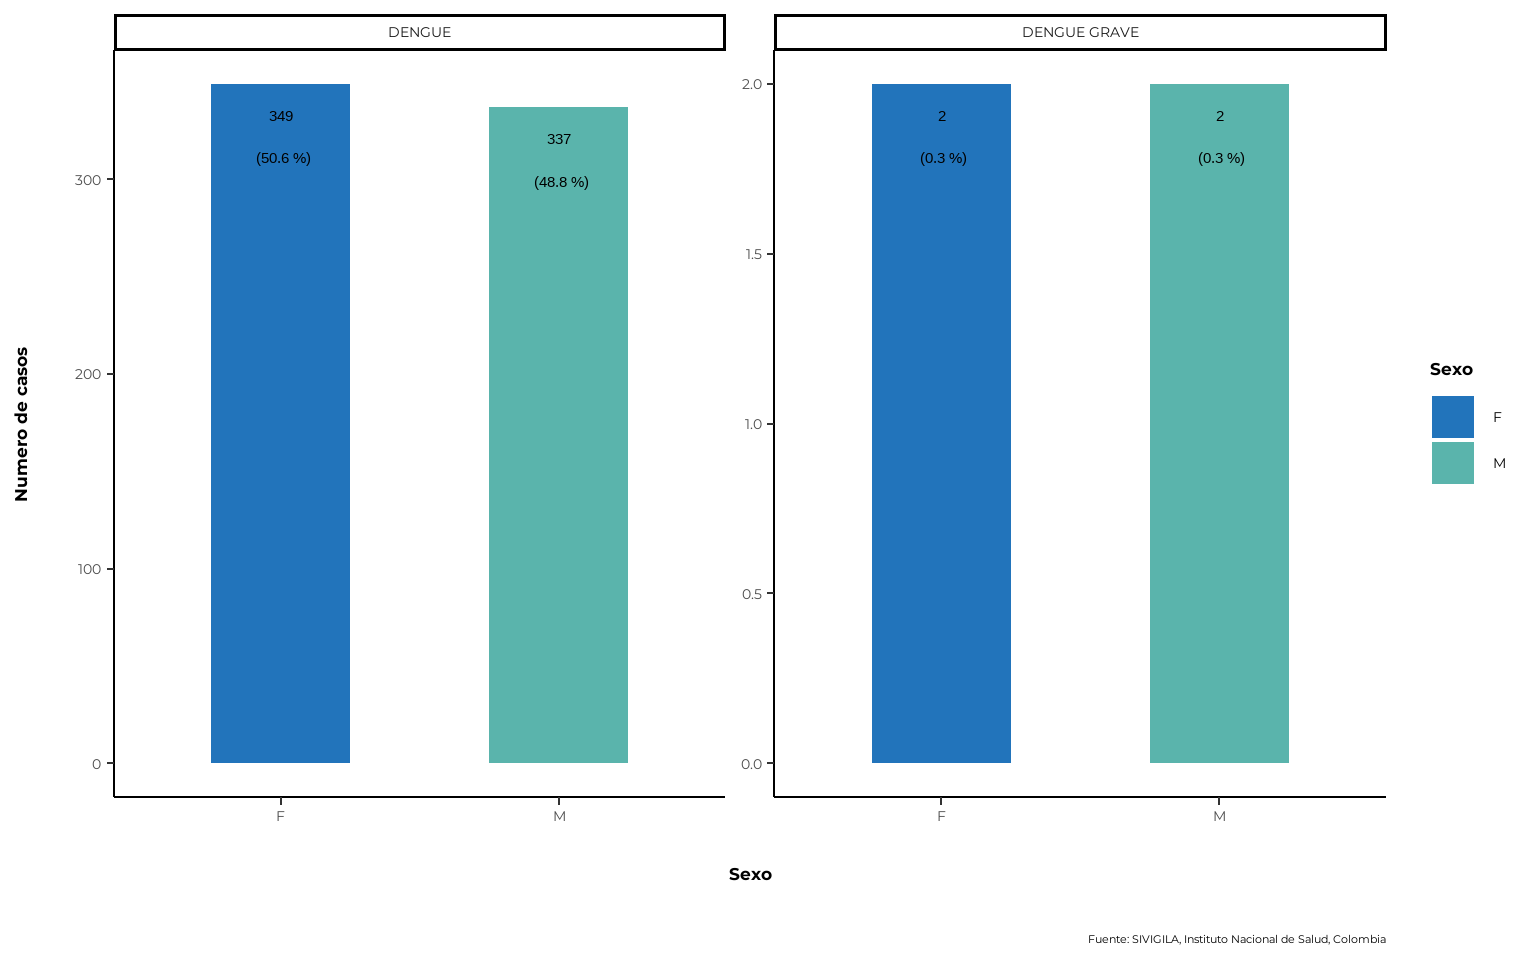 DENGUE
DENGUE GRAVE
Numero de casos
300
200
100
0
349
(50.6 %)
337
(48.8 %)
F
M
2.0
1.5
1.0
0.5
0.0
2
(0.3 %)
2
(0.3 %)
F
M
Sexo
Sexo
F
M
Fuente: SIVIGILA, Instituto Nacional de Salud, Colombia